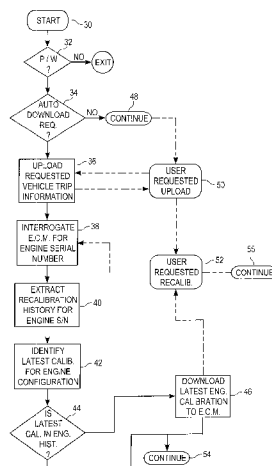 START
30
32
P / W
?
NO
EXIT
34
AUTO
DOWNLOAD
REQ.
?
NO
48
CONTINUE
36
UPLOAD
REQUESTED
VEHICLE TRIP
INFORMATION
USER
REQUESTED
UPLOAD
50
38
INTERROGATE
E.C.M. FOR
ENGINE SERIAL
NUMBER
52
USER
REQUESTED
RECALIB.
56
CONTINUE
EXTRACT
RECALIBRATION
HISTORY FOR
ENGINE S/N
40
IDENTIFY
LATEST CALIB.
FOR ENGINE
CONFIGURATION
42
DOWNLOAD
LATEST ENG.
CALIBRATION
TO E.C.M.
46
44
IS
LATEST
CAL. IN ENG.
HIST.
?
CONTINUE
54